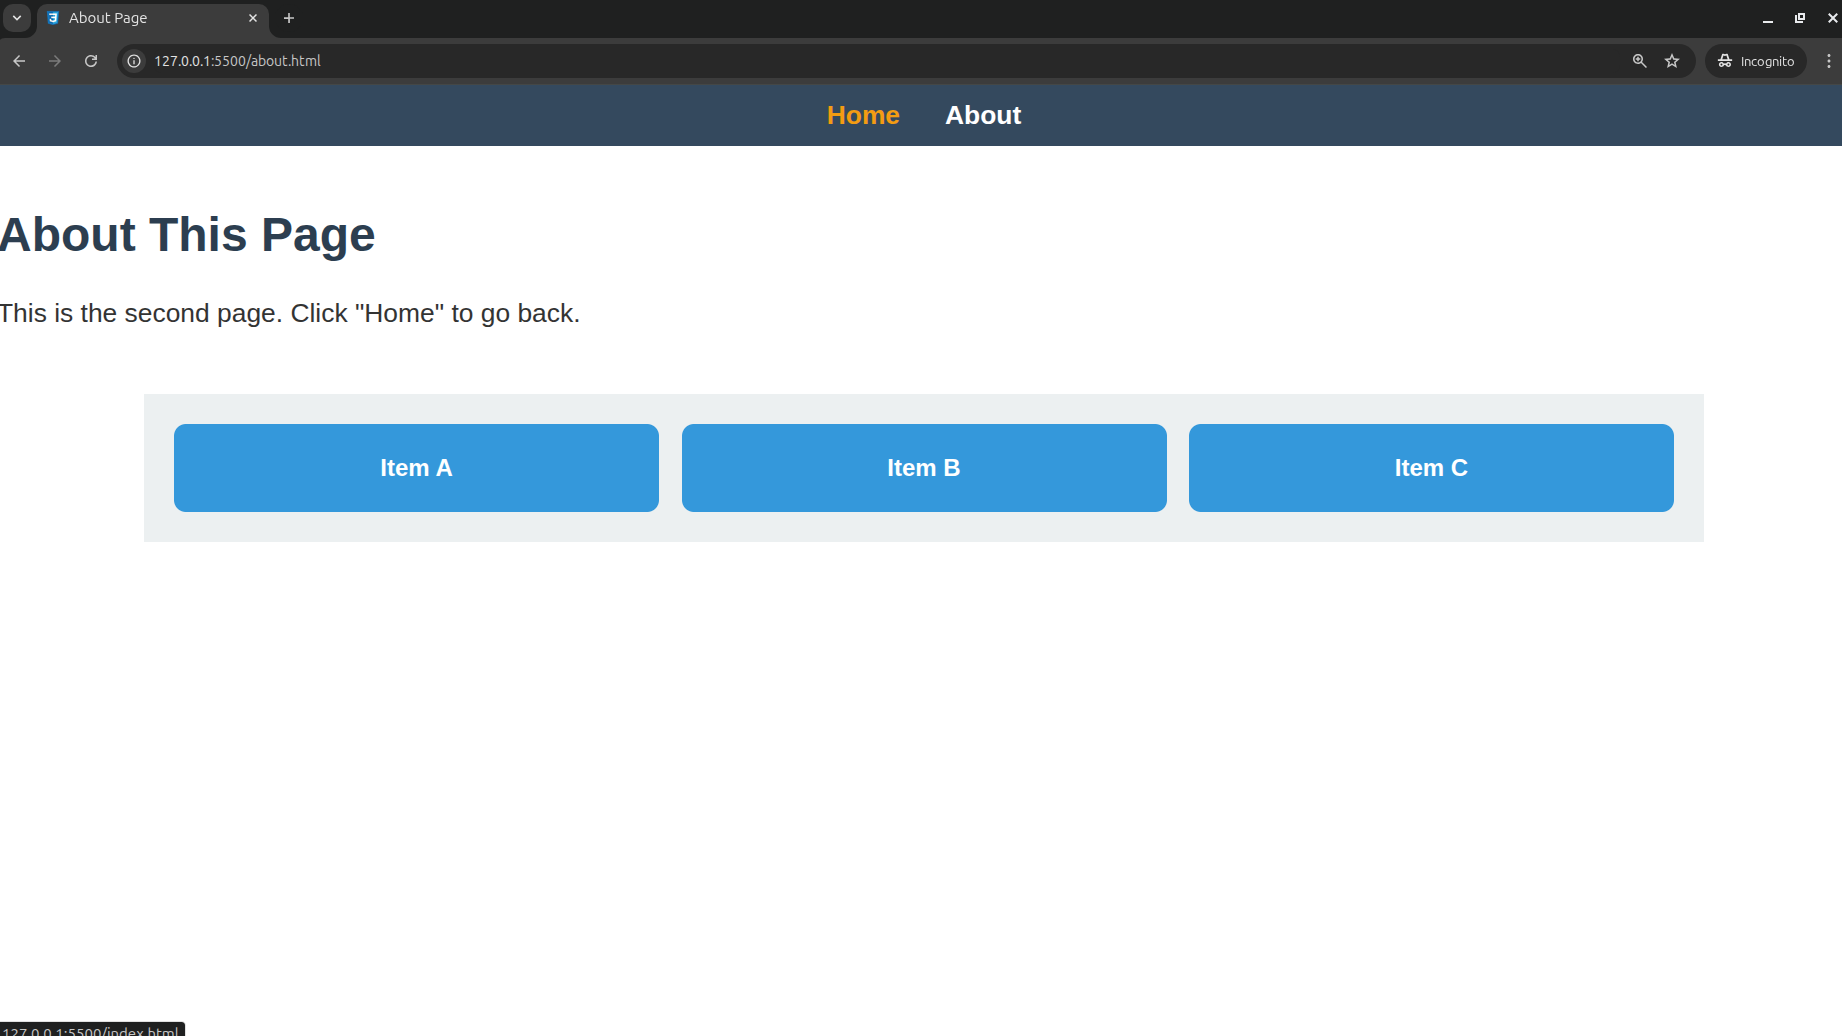 About Page
127.0.0.1:5500/about.html
Incognito
Home About
About This Page
This is the second page. Click "Home" to go back.
Item A Item B Item C
127.0.0.1:5500/index.html